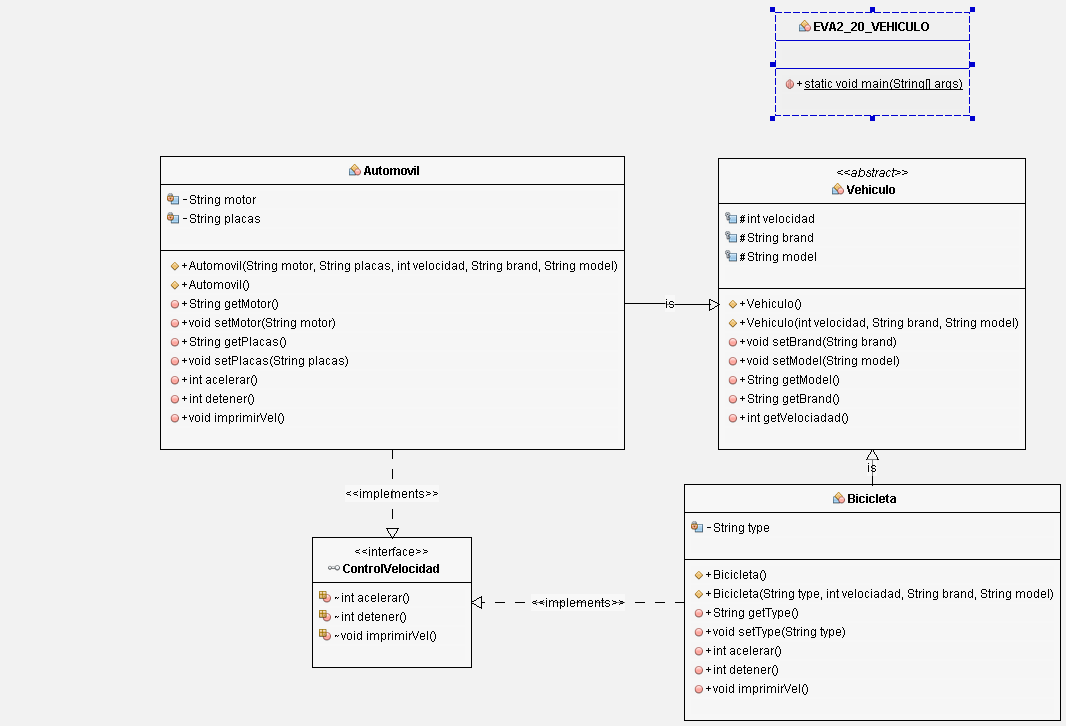 EVA2_20_VEHICULO
+static void main(String[] args)
Automovil
-String motor
-String placas
+Automovil(String motor, String placas, int velocidad, String brand, String model)
+Automovil()
+String getMotor()
+void setMotor(String motor)
+String getPlacas()
+void setPlacas(String placas)
+int acelerar()
+int detener()
+void imprimirVel()
is
<<abstract>>
Vehiculo
#int velocidad
#String brand
#String model
+Vehiculo()
+Vehiculo(int velocidad, String brand, String model)
+void setBrand(String brand)
+void setModel(String model)
+String getModel()
+String getBrand()
+int getVelociadad()
is
<<implements>>
<<interface>>
ControlVelocidad
~int acelerar()
~int detener()
~void imprimirVel()
<<implements>>
Bicicleta
-String type
+Bicicleta()
+Bicicleta(String type, int velociadad, String brand, String model)
+String getType()
+void setType(String type)
+int acelerar()
+int detener()
+void imprimirVel()